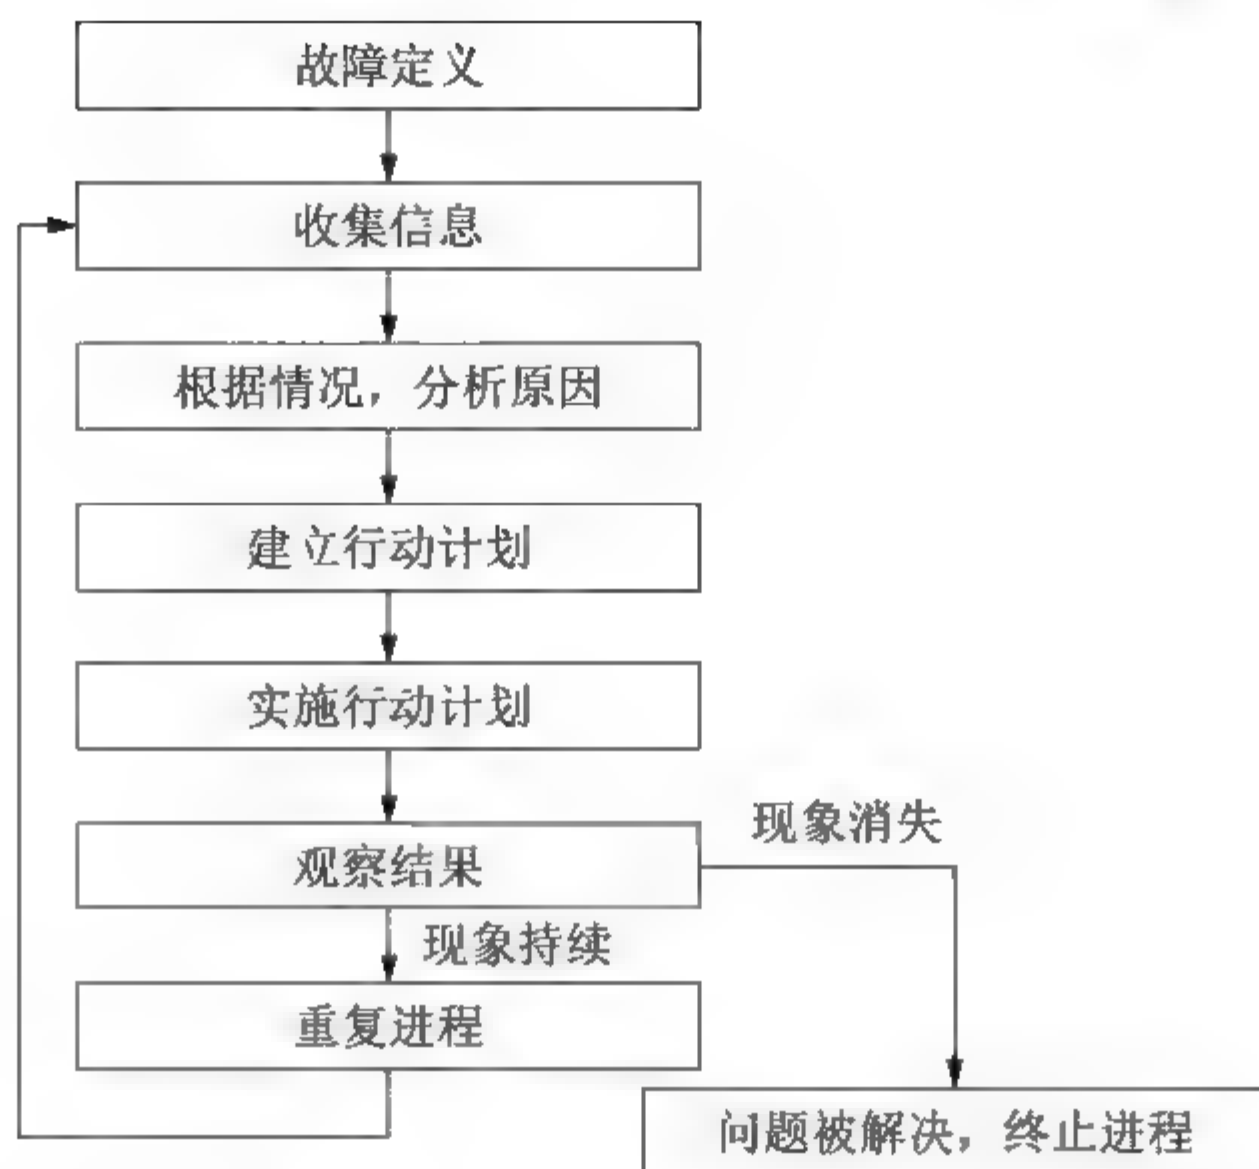 故障定义
收集信息
根据情况，分析原因
建立行动计划
实施行动计划
观察结果
现象消失
现象持续
重复进程
问题被解决，终止进程